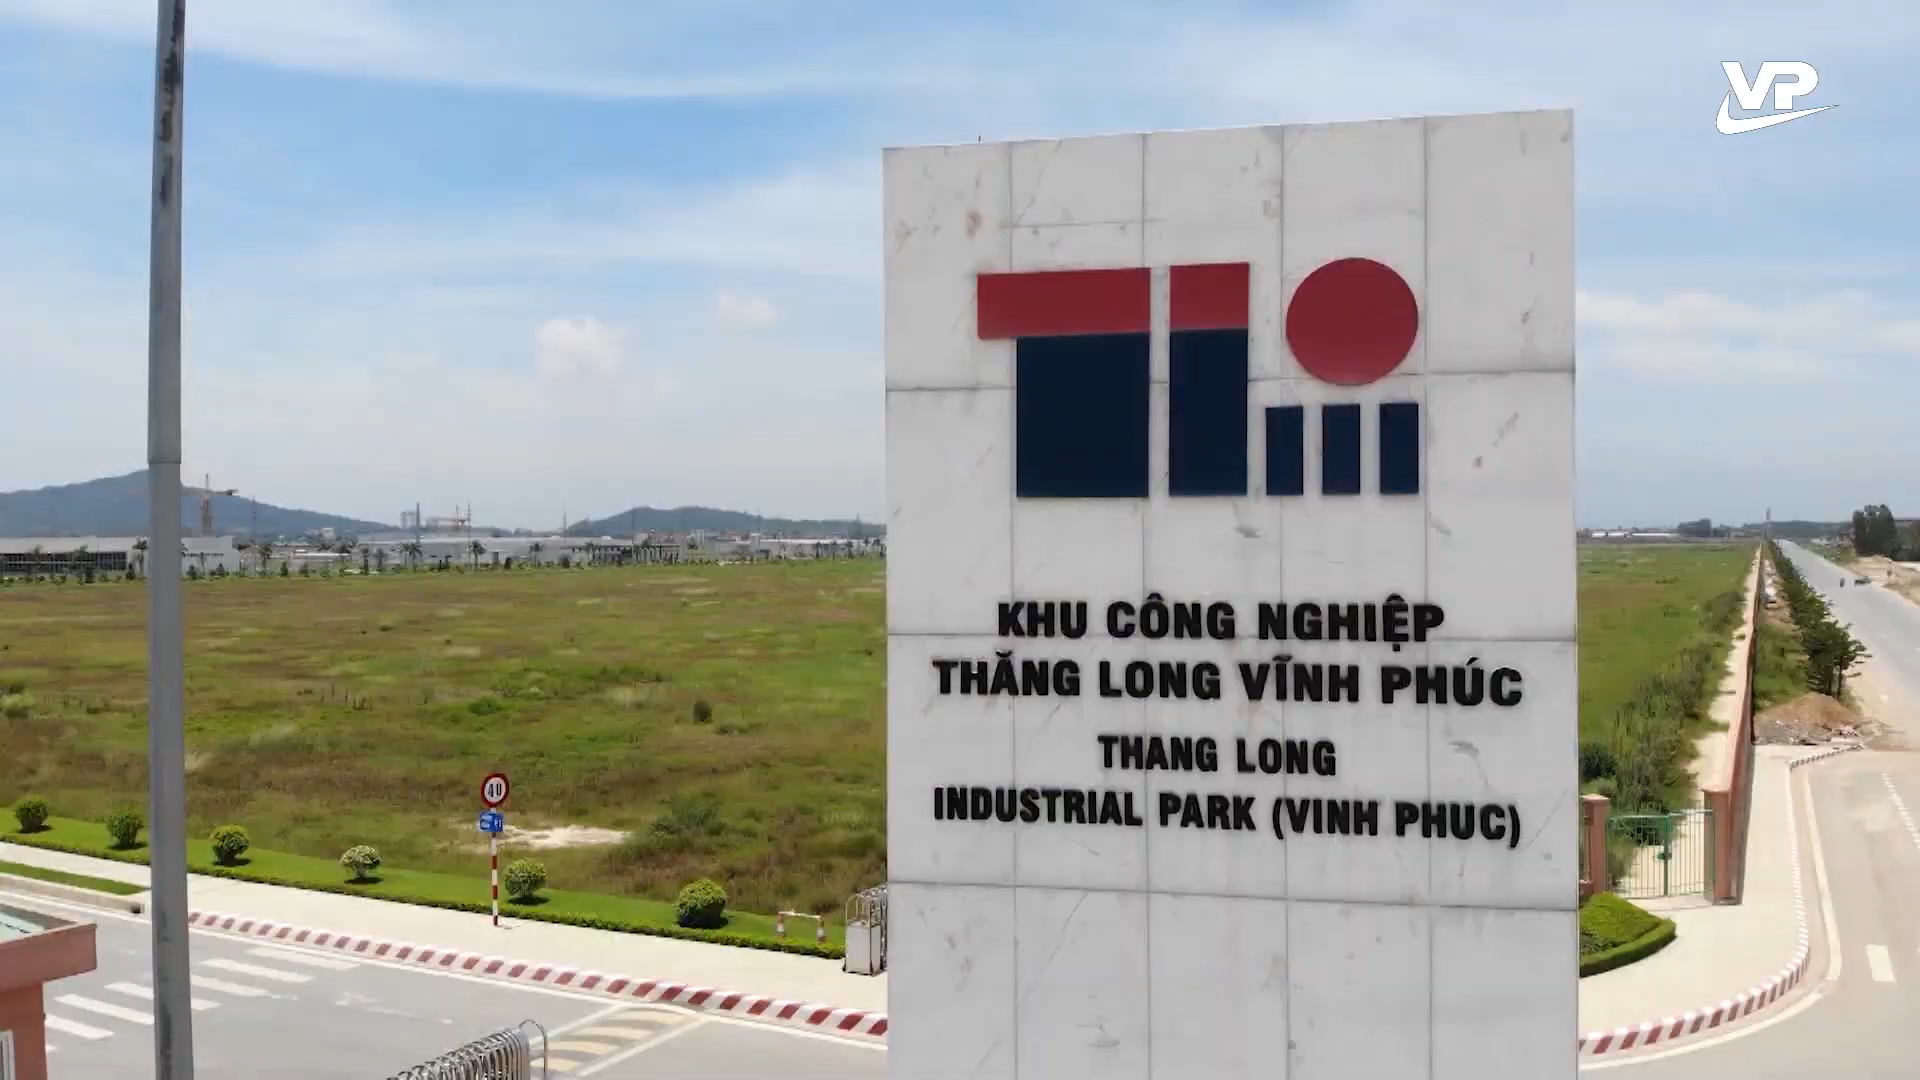 VP
KHU CÔNG NGHIỆP
THĂNG LONG VĨNH PHÚC
THANG LONG
INDUSTRIAL PARK (VINH PHUC)
40